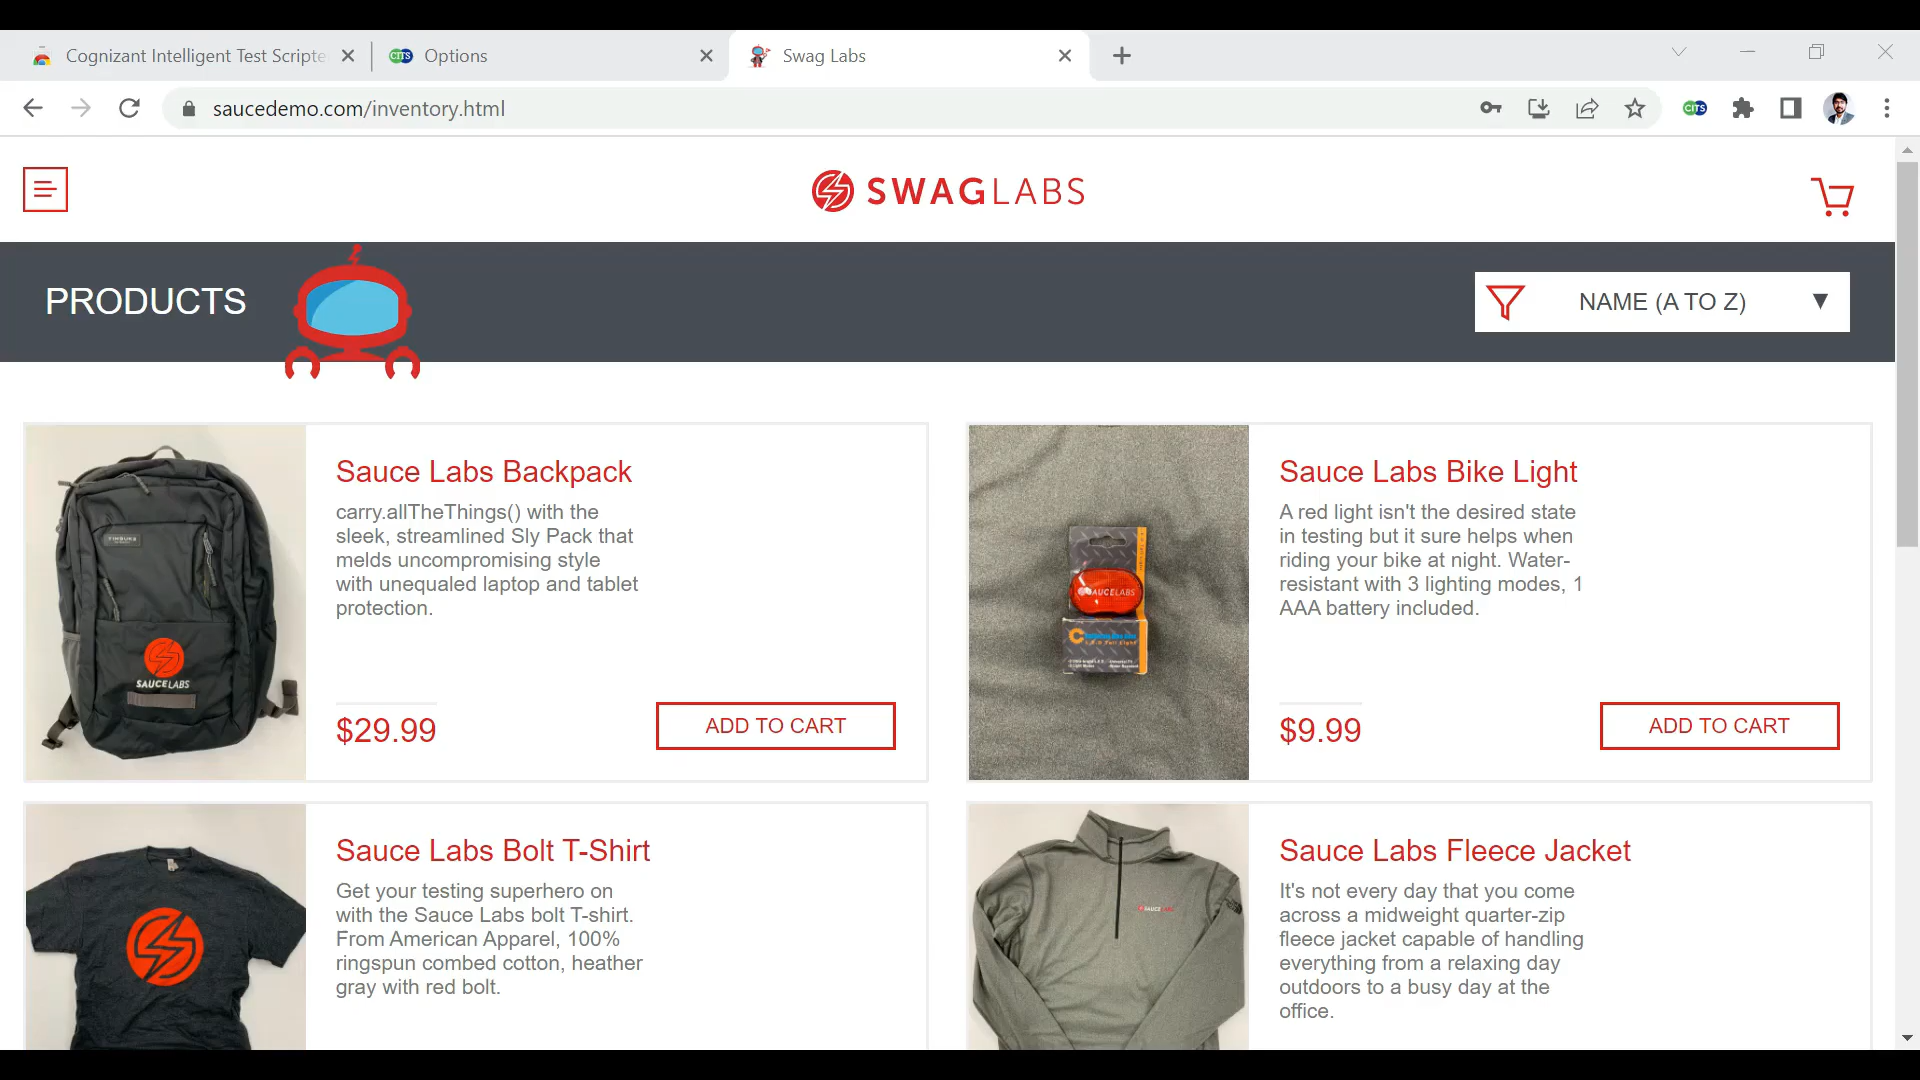 Cognizant Intelligent Test Scripte
CITS Options
Swag Labs
saucedemo.com/inventory.html
CITS
SWAGLABS
PRODUCTS
NAME (A TO Z)
Sauce Labs Backpack
carry.allTheThings() with the
sleek, streamlined Sly Pack that
melds uncompromising style
with unequaled laptop and tablet
protection.
$29.99
ADD TO CART
SAUCELABS
Sauce Labs Bike Light
A red light isn't the desired state
in testing but it sure helps when
riding your bike at night. Water-
resistant with 3 lighting modes, 1
AAA battery included.
$9.99
ADD TO CART
SAUCELABS
Sauce Labs Bolt T-Shirt
Get your testing superhero on
with the Sauce Labs bolt T-shirt.
From American Apparel, 100%
ringspun combed cotton, heather
gray with red bolt.
Sauce Labs Fleece Jacket
It's not every day that you come
across a midweight quarter-zip
fleece jacket capable of handling
everything from a relaxing day
outdoors to a busy day at the
office.